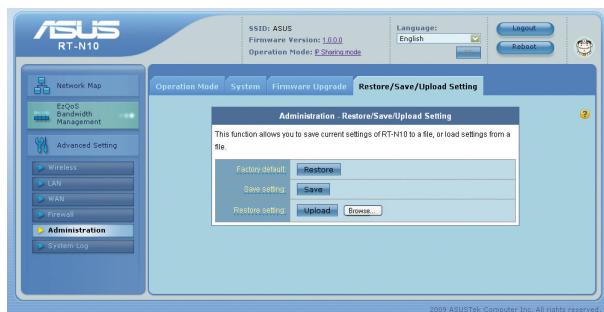 ASUS
RT-N10
SSID: ASUS
Firmware Version: 1.0.0.0
Operation Mode: IP Sharing mode
Language:
English
Logout
Reboot
Network Map
EzQoS
Bandwidth
Management
Advanced Setting
Wireless
LAN
WAN
Firewall
Administration
System Log
Operation Mode
System
Firmware Upgrade
Restore/Save/Upload Setting
Administration - Restore/Save/Upload Setting
This function allows you to save current settings of RT-N10 to a file, or load settings from a
file.
Factory default: Restore
Save setting: Save
Restore setting: Upload Browse...
2009 ASUSTek Computer Inc. All rights reserved.